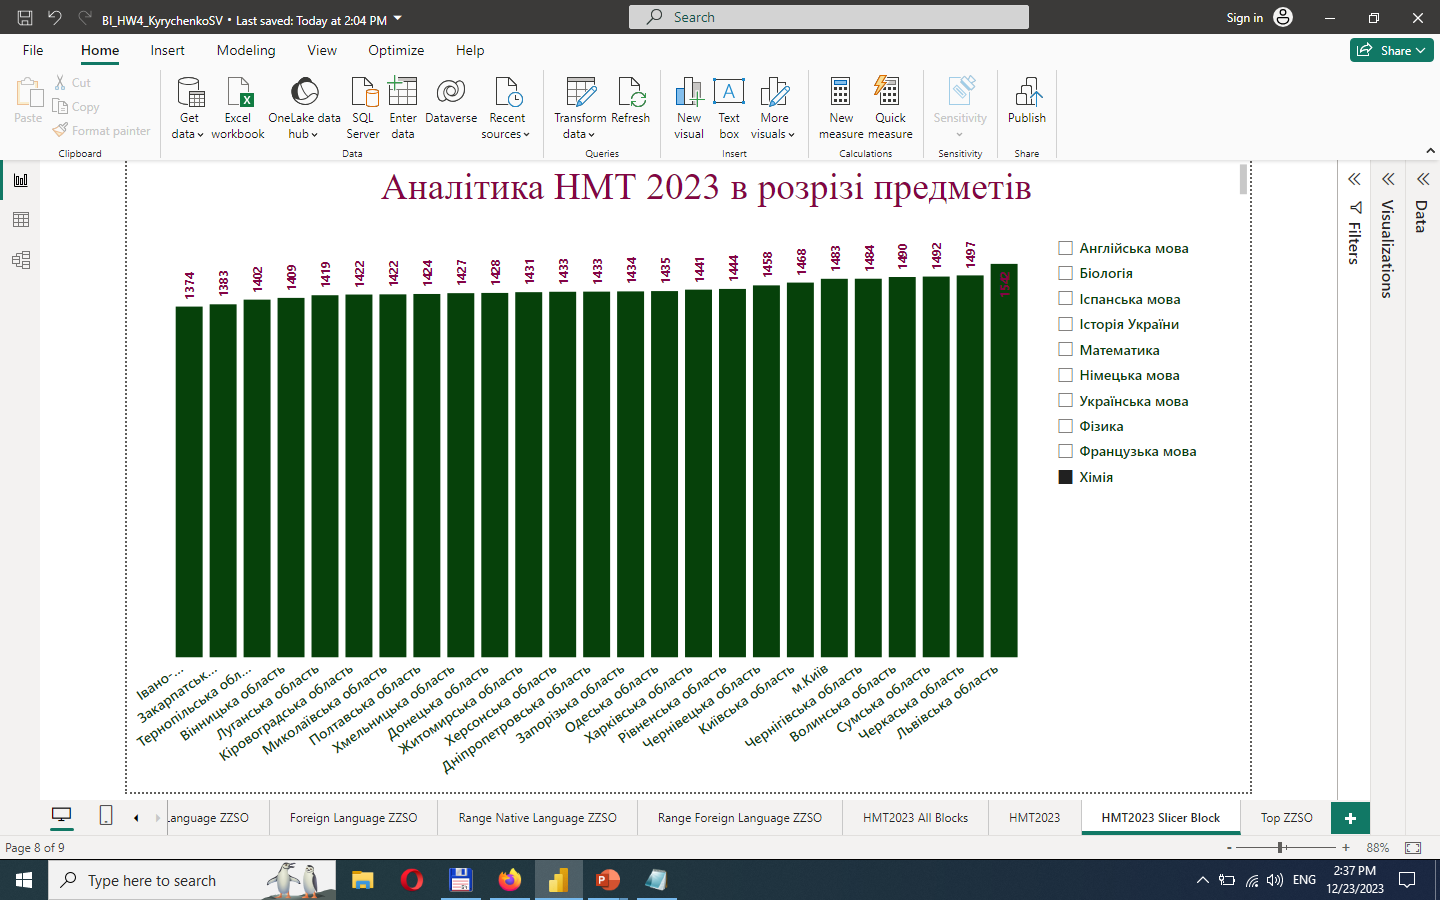 BI_HW4_KyrychenkoSV • Last saved: Today at 2:04 PM
Search
Sign in
File Home Insert Modeling View Optimize Help
Share
Paste
Cut
Copy
Format painter
Clipboard
Get data
Excel workbook
OneLake data hub
SQL Server
Enter data
Dataverse
Recent sources
Data
Transform data
Refresh
Queries
New visual
Text box
More visuals
Insert
New measure
Quick measure
Calculations
Sensitivity
Sensitivity
Publish
Share
Аналітика НМТ 2023 в розрізі предметів
1374 1383 1402 1409 1419 1422 1422 1424 1427 1428 1431 1433 1433 1434 1435 1441 1444 1458 1468 1483 1484 1490 1492 1497 1542
Івано-...
Закарпатськ...
Тернопільська обл...
Вінницька область
Луганська область
Кіровоградська область
Миколаївська область
Полтавська область
Хмельницька область
Донецька область
Житомирська область
Херсонська область
Дніпропетровська область
Запорізька область
Одеська область
Харківська область
Рівненська область
Чернівецька область
Київська область
м.Київ
Чернігівська область
Волинська область
Сумська область
Черкаська область
Львівська область
Англійська мова
Біологія
Іспанська мова
Історія України
Математика
Німецька мова
Українська мова
Фізика
Французька мова
Хімія
Filters
Visualizations
Data
Language ZZSO
Foreign Language ZZSO
Range Native Language ZZSO
Range Foreign Language ZZSO
HMT2023 All Blocks
HMT2023
HMT2023 Slicer Block
Top ZZSO
Page 8 of 9
88%
Type here to search
ENG
2:37 PM
12/23/2023